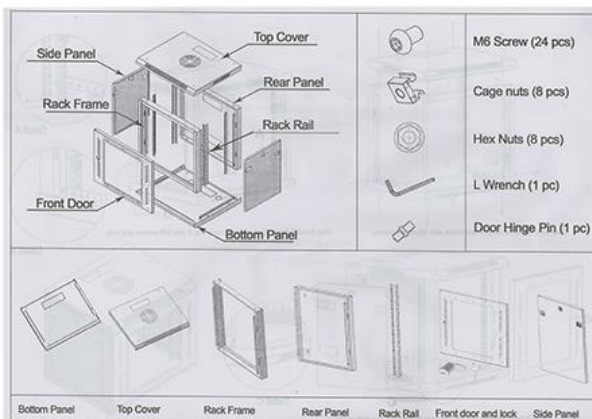 Top Cover
Side Panel
Rear Panel
Rack Frame
Rack Rail
Front Door
Bottom Panel
M6 Screw (24 pcs)
Cage nuts (8 pcs)
Hex Nuts (8 pcs)
L Wrench (1 pc)
Door Hinge Pin (1 pc)
Bottom Panel Top Cover Rack Frame Rear Panel Rack Rail Front door and lock Side Panel